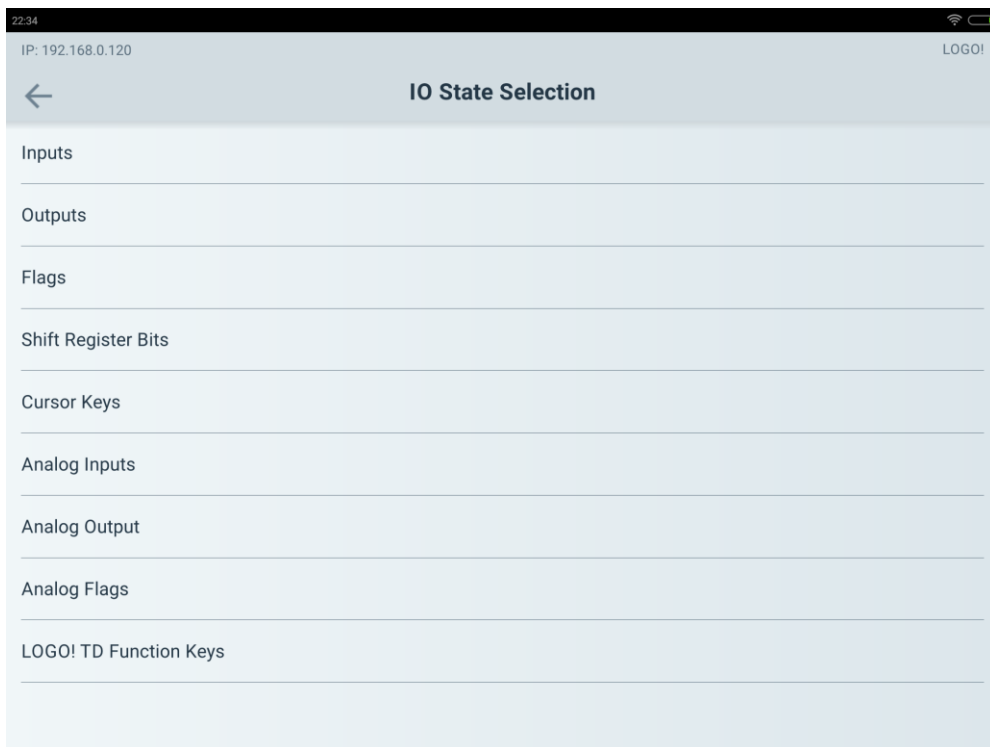 22:34
IP: 192.168.0.120
LOGO!
IO State Selection
Inputs
Outputs
Flags
Shift Register Bits
Cursor Keys
Analog Inputs
Analog Output
Analog Flags
LOGO! TD Function Keys